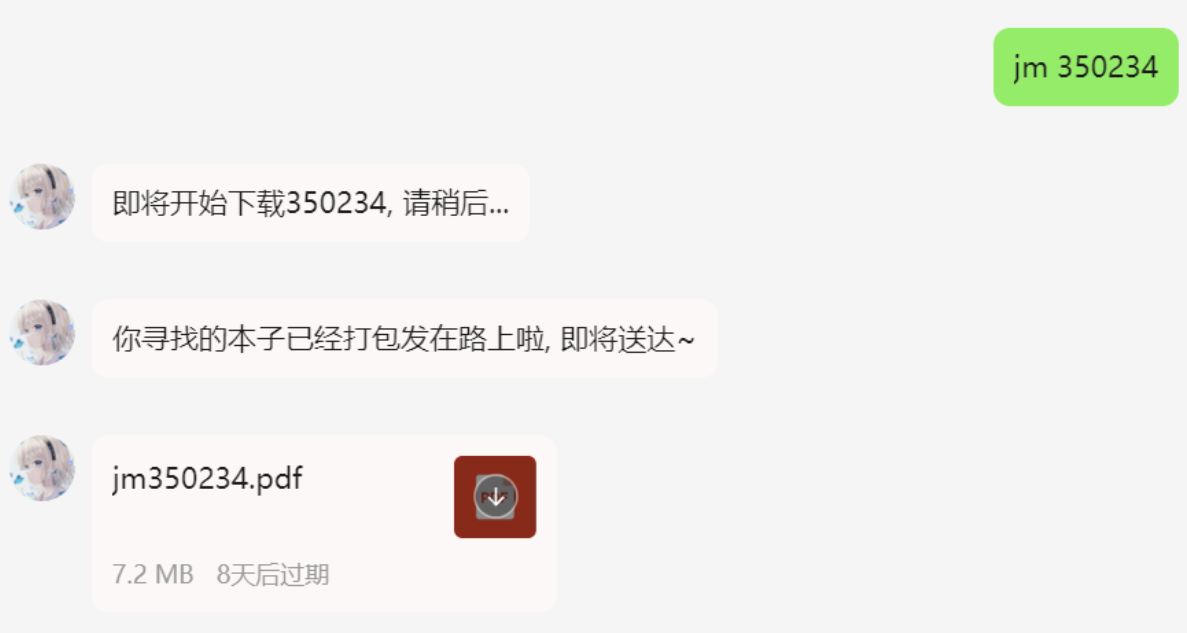 jm 350234
即将开始下载350234, 请稍后...
你寻找的本子已经打包发在路上啦, 即将送达~
jm350234.pdf
PDF
7.2 MB 8天后过期